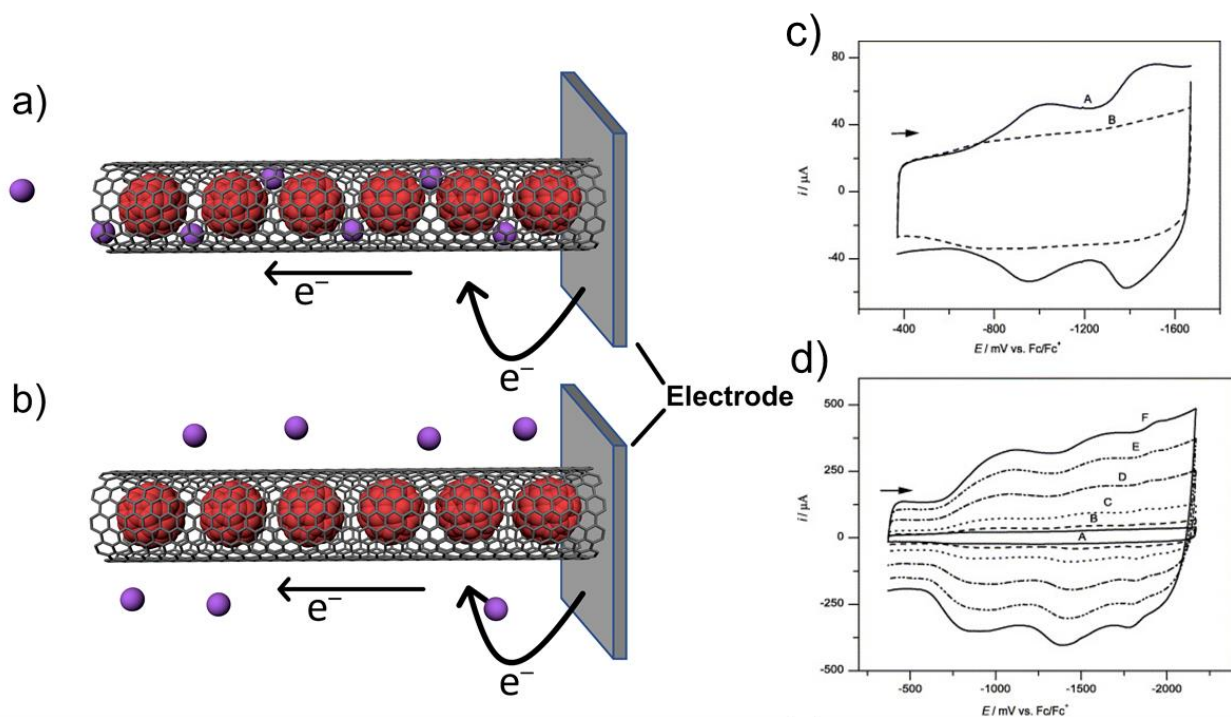 a)
e⁻
e⁻
b)
e⁻
e⁻
Electrode
c)
80
40
0
-40
i / μA
A
B
-400
-800
-1200
-1600
E / mV vs. Fc/Fc⁺
d)
500
250
0
-250
-500
i / μA
F
E
D
C
B
A
-500
-1000
-1500
-2000
E / mV vs. Fc/Fc⁺